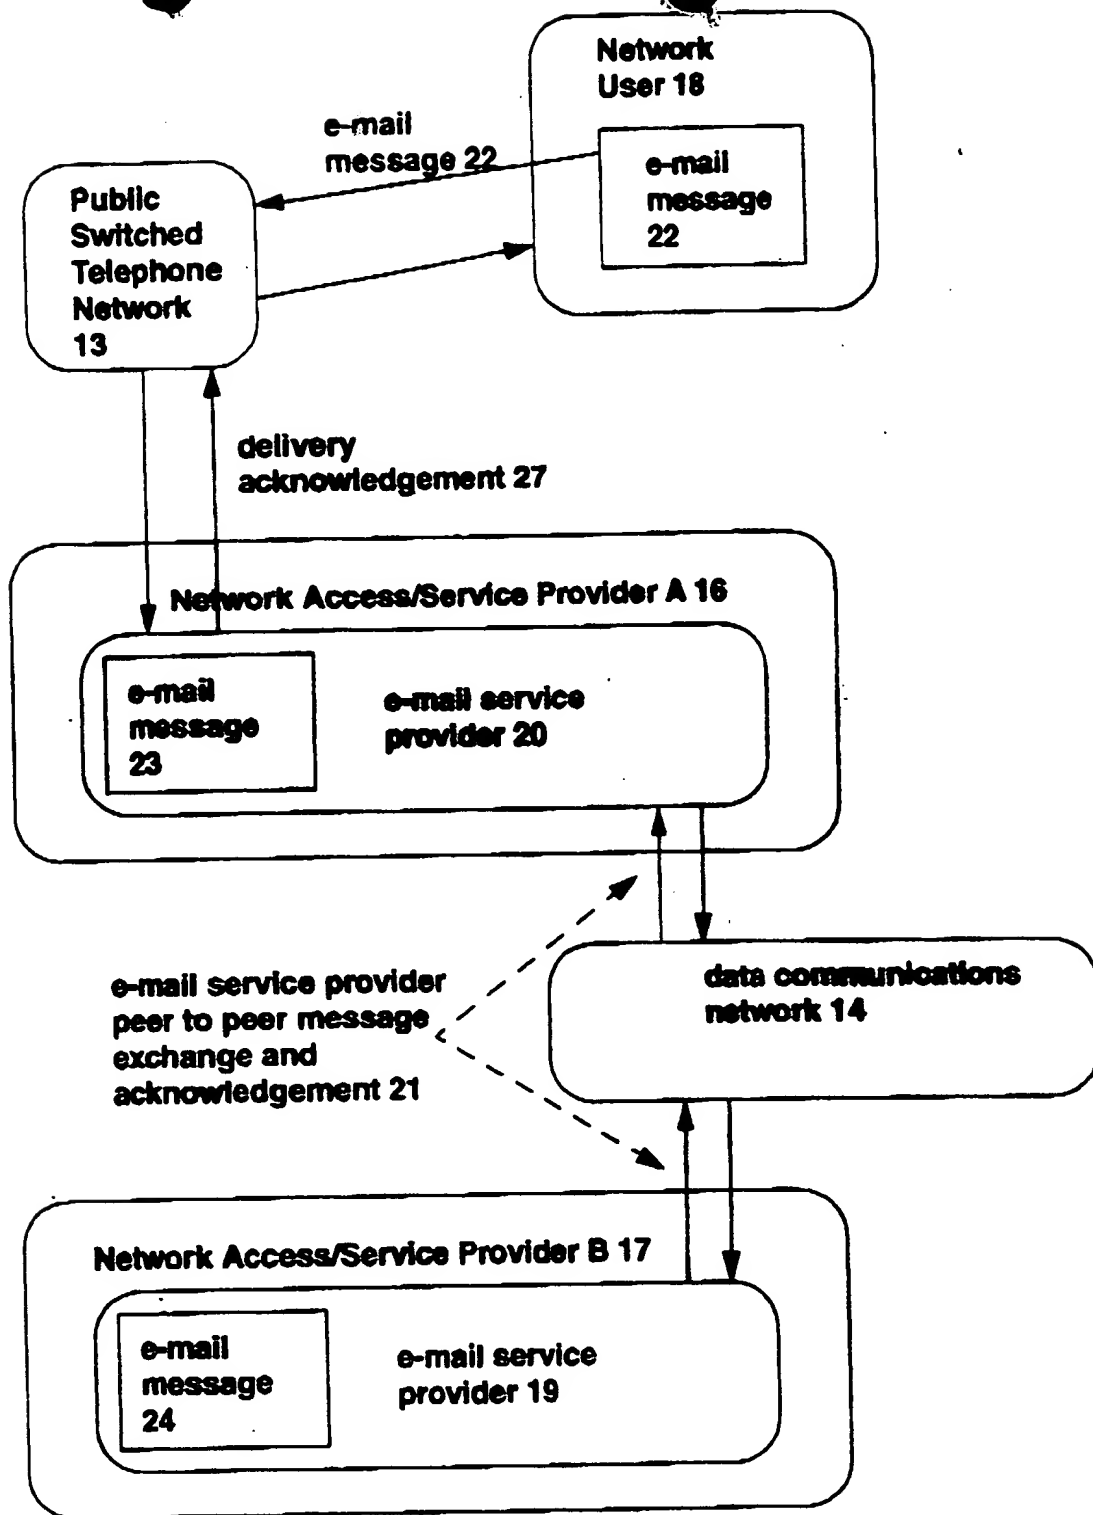 Network
User 18
e-mail
message 22
e-mail
message
22
Public
Switched
Telephone
Network
13
delivery
acknowledgement 27
Network Access/Service Provider A 16
e-mail
message
23
e-mail service
provider 20
data communications
network 14
e-mail service provider
peer to peer message
exchange and
acknowledgement 21
Network Access/Service Provider B 17
e-mail
message
24
e-mail service
provider 19